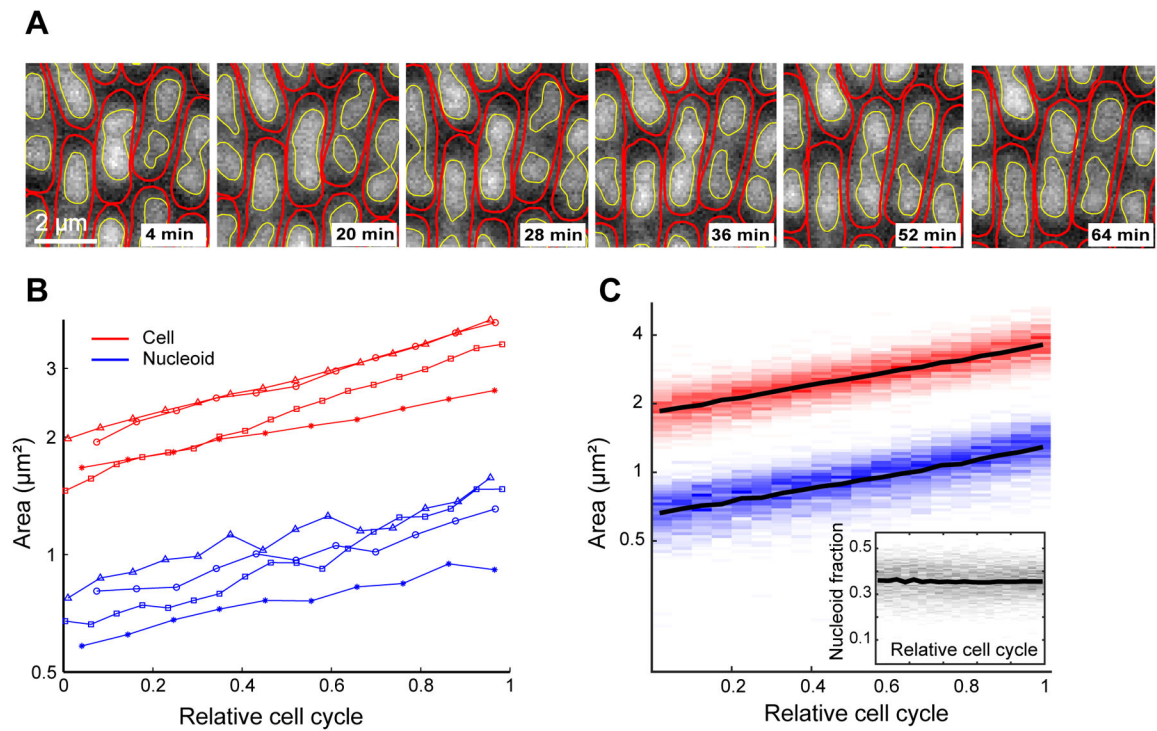 A
2 µm
4 min
20 min
28 min
36 min
52 min
64 min
B
Cell
Nucleoid
3
2
1
0.5
0
0.2
0.4
0.6
0.8
1
Area (µm²)
Relative cell cycle
C
4
2
1
0.5
0.2
0.4
0.6
0.8
1
Area (µm²)
Relative cell cycle
0.5
0.3
0.1
Nucleoid fraction
Relative cell cycle